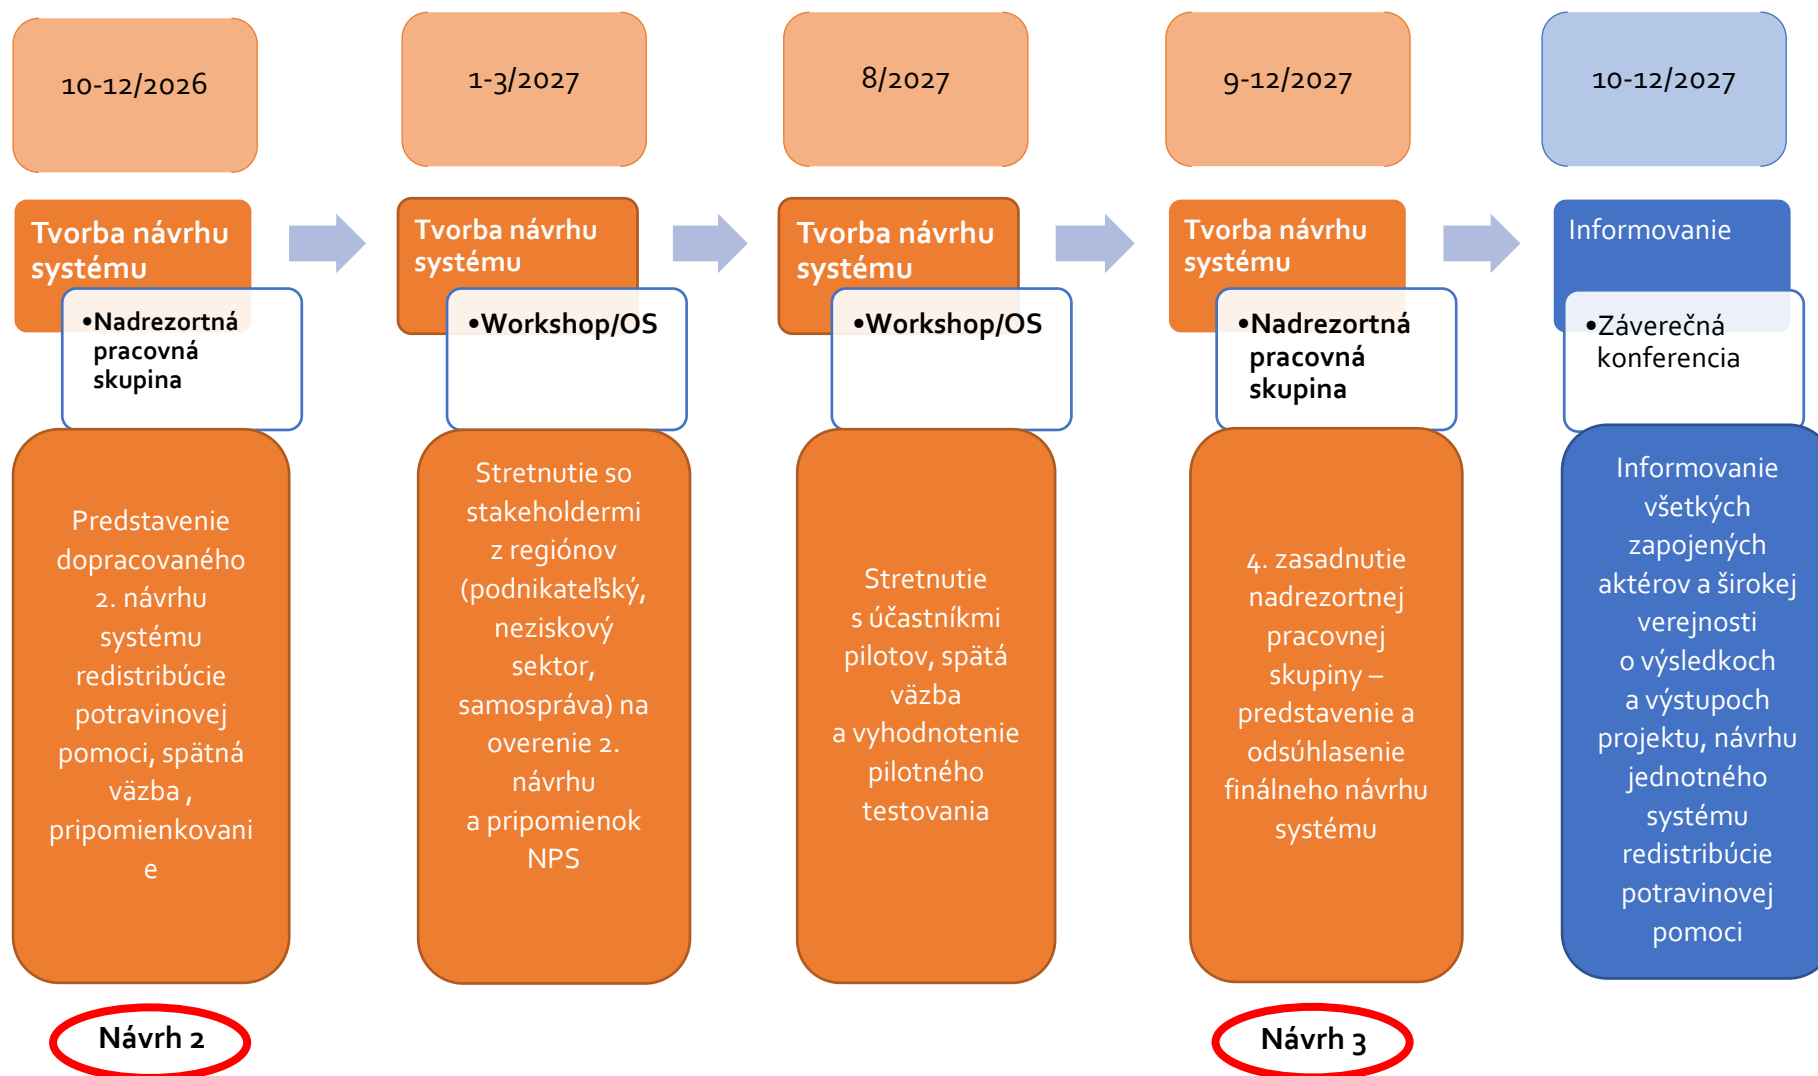 10-12/2026
1-3/2027
8/2027
9-12/2027
10-12/2027
Tvorba návrhu
systému
•Nadrezortná
pracovná
skupina
Tvorba návrhu
systému
•Workshop/OS
Tvorba návrhu
systému
•Workshop/OS
Tvorba návrhu
systému
•Nadrezortná
pracovná
skupina
Informovanie
•Záverečná
konferencia
Predstavenie
dopracovaného
2. návrhu
systému
redistribúcie
potravinovej
pomoci, spätná
väzba ,
pripomienkovani
e
Stretnutie so
stakeholdermi
z regiónov
(podnikateľský,
neziskový
sektor,
samospráva) na
overenie 2.
návrhu
a pripomienok
NPS
Stretnutie
s účastníkmi
pilotov, spätá
väzba
a vyhodnotenie
pilotného
testovania
4. zasadnutie
nadrezortnej
pracovnej
skupiny –
predstavenie a
odsúhlasenie
finálneho návrhu
systému
Informovanie
všetkých
zapojených
aktérov a širokej
verejnosti
o výsledkoch
a výstupoch
projektu, návrhu
jednotného
systému
redistribúcie
potravinovej
pomoci
Návrh 2
Návrh 3